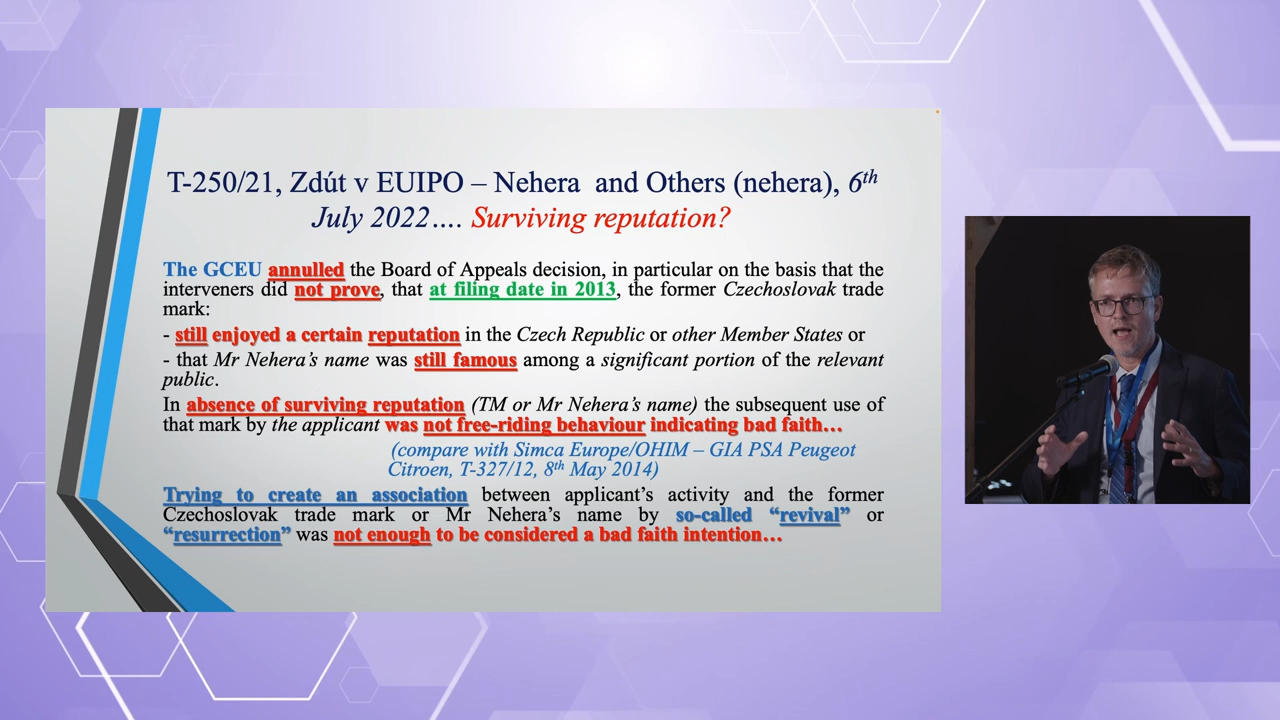 T-250/21, Zdút v EUIPO – Nehera and Others (nehera), 6th
July 2022…. Surviving reputation?
The GCEU annulled the Board of Appeals decision, in particular on the basis that the
interveners did not prove, that at filing date in 2013, the former Czechoslovak trade
mark:
- still enjoyed a certain reputation in the Czech Republic or other Member States or
- that Mr Nehera’s name was still famous among a significant portion of the relevant
public.
In absence of surviving reputation (TM or Mr Nehera’s name) the subsequent use of
that mark by the applicant was not free-riding behaviour indicating bad faith…
(compare with Simca Europe/OHIM – GIA PSA Peugeot
Citroen, T-327/12, 8th May 2014)
Trying to create an association between applicant’s activity and the former
Czechoslovak trade mark or Mr Nehera’s name by so-called “revival” or
“resurrection” was not enough to be considered a bad faith intention…